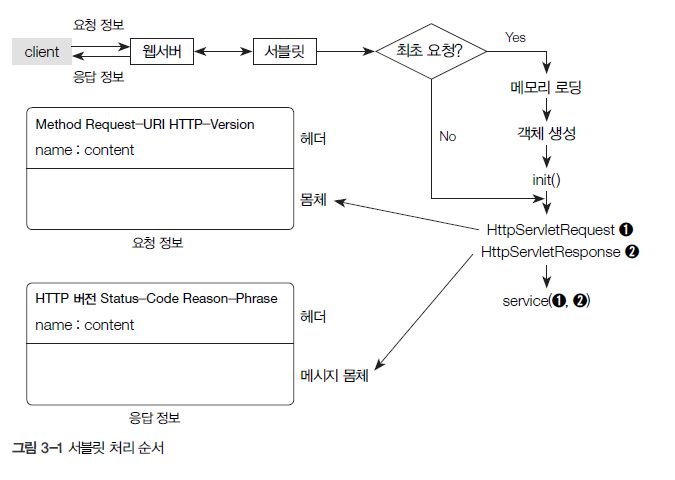 요청 정보
client
웹서버
서블릿
최초 요청?
Yes
응답 정보
메모리 로딩
Method Request-URI HTTP-Version
name : content
헤더
No
객체 생성
init()
몸체
요청 정보
HttpServletRequest ❶
HttpServletResponse ❷
HTTP 버전 Status-Code Reason-Phrase
name : content
헤더
service(❶, ❷)
메시지 몸체
응답 정보
그림 3-1 서블릿 처리 순서